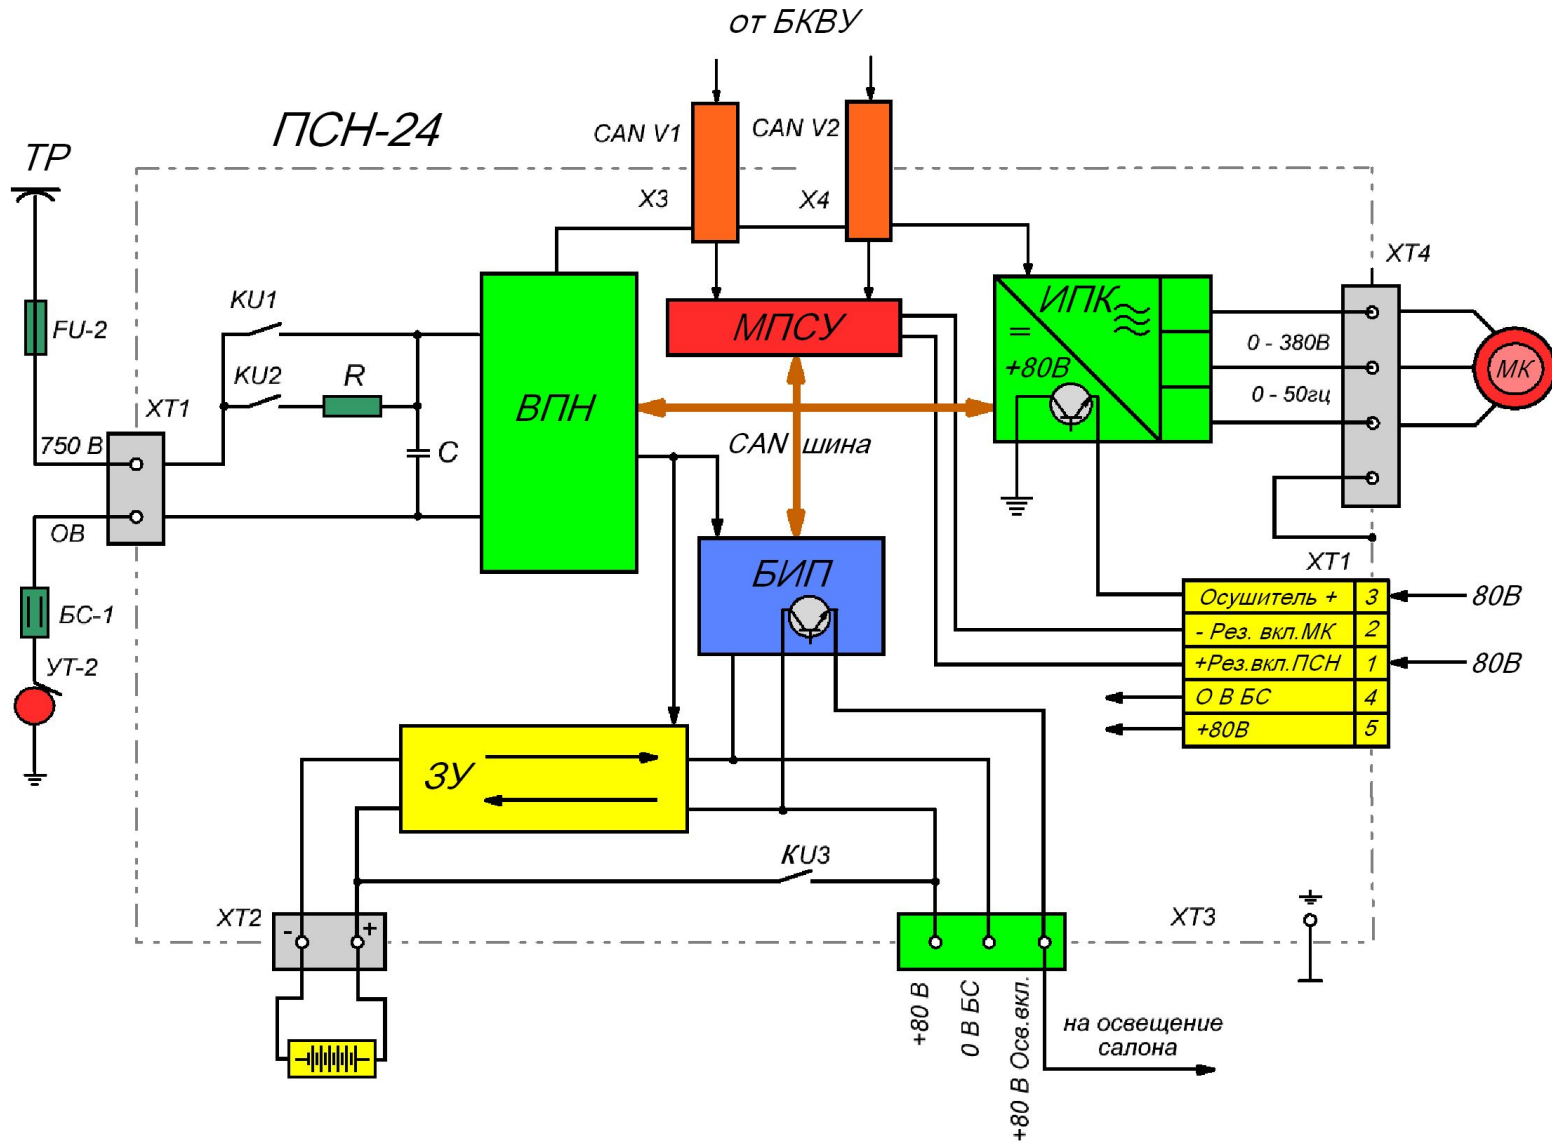 от БКВУ
ПСН-24
CAN V1
CAN V2
ТР
X3
X4
XT4
KU1
ИПК
FU-2
МПСУ
=
0 - 380В
KU2
R
+80В
МК
XT1
ВПН
0 - 50гц
750 В
C
CAN шина
ОВ
XT1
БИП
Осушитель +
3
80В
БС-1
- Рез. вкл.МК
2
УТ-2
+Рез.вкл.ПСН
1
80В
О В БС
4
+80В
5
ЗУ
KU3
XT2
-
+
XT3
+80 В
0 В БС
+80 В Осв.вкл.
на освещение
салона